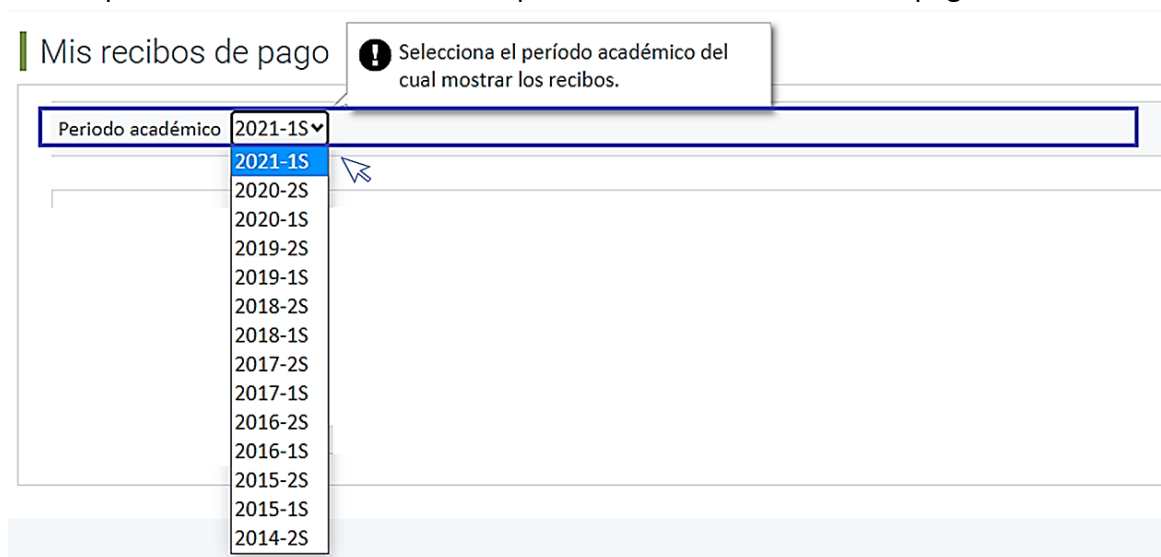 Mis recibos de pago
Selecciona el período académico del
cual mostrar los recibos.
Periodo académico 2021-1S
2021-1S
2020-2S
2020-1S
2019-2S
2019-1S
2018-2S
2018-1S
2017-2S
2017-1S
2016-2S
2016-1S
2015-2S
2015-1S
2014-2S